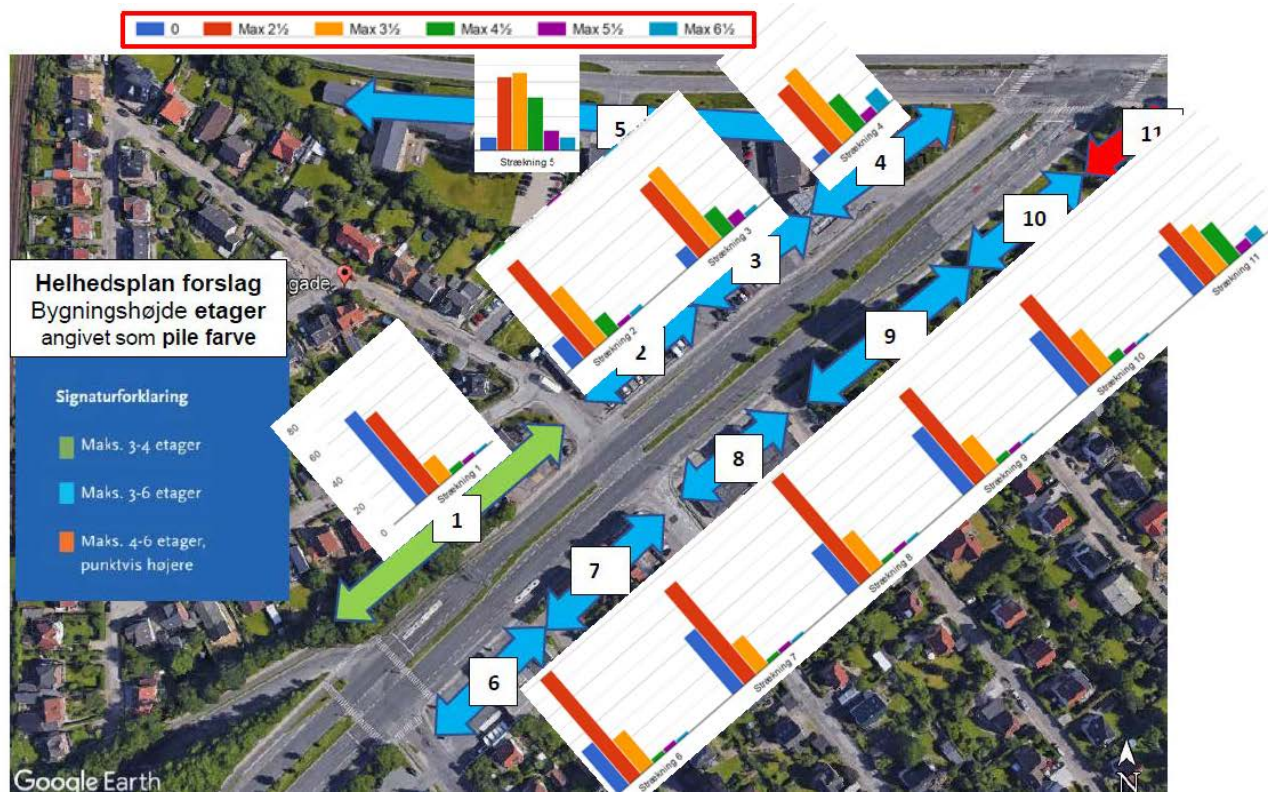 0 Max 2½ Max 3½ Max 4½ Max 5½ Max 6½
Strækning 5
5
Strækning 4
4
11
10
Strækning 3
3
Strækning 11
Helhedsplan forslag
Bygningshøjde etager
angivet som pile farve
gade
Strækning 2
2
9
Strækning 10
Signaturforklaring
Maks. 3-4 etager
Maks. 3-6 etager
Maks. 4-6 etager,
punktvis højere
80
60
40
20
0
Strækning 1
1
8
Strækning 9
7
Strækning 8
6
Strækning 7
Strækning 6
Google Earth
N